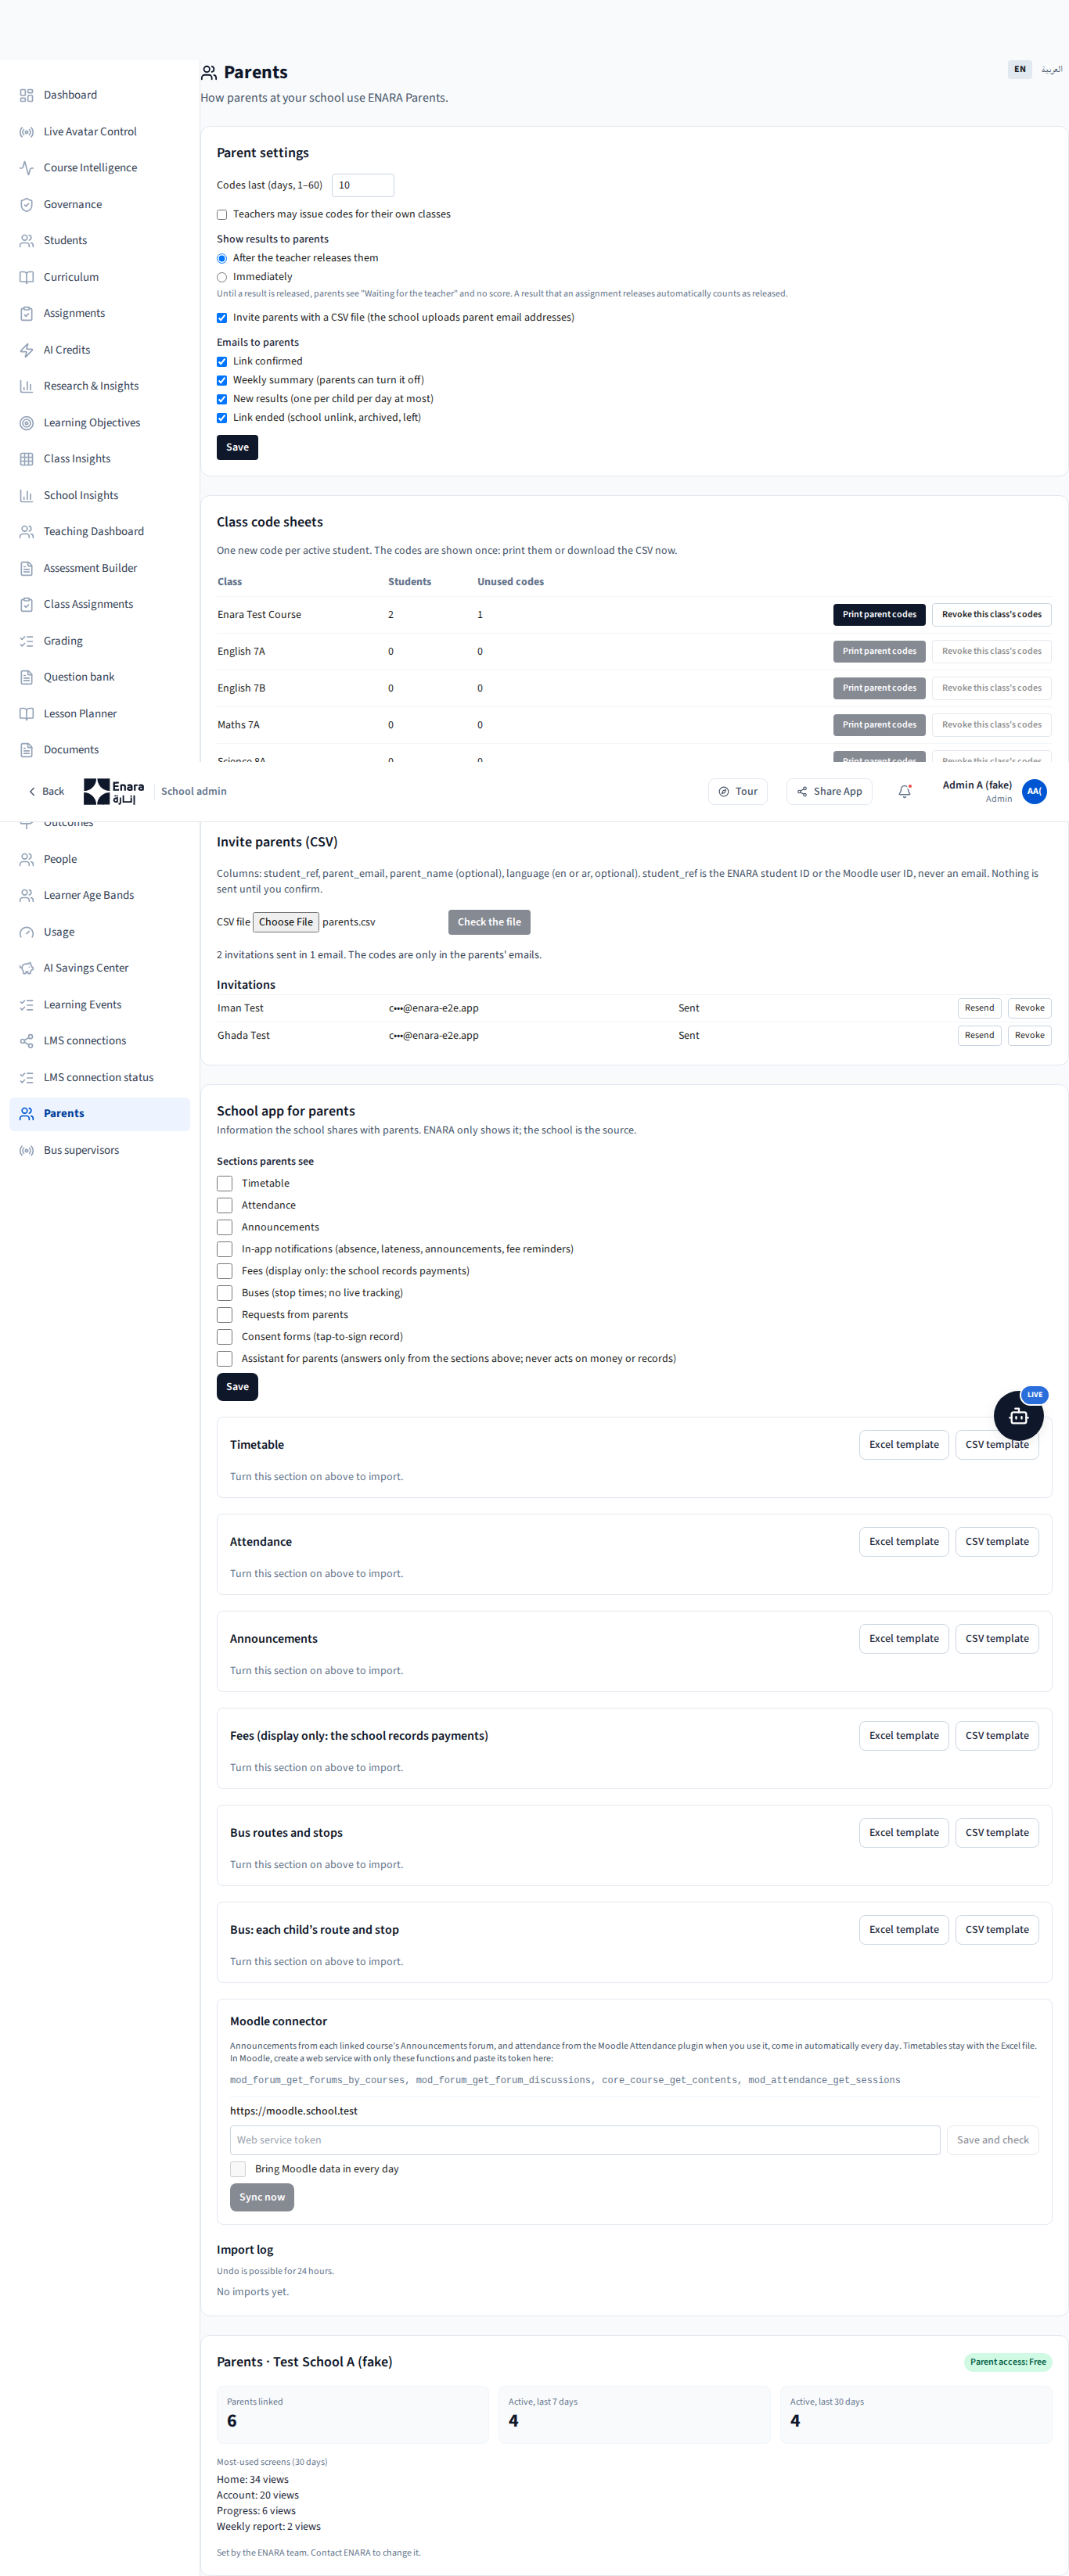 Parents
EN
العربية
How parents at your school use ENARA Parents.
Dashboard
Live Avatar Control
Course Intelligence
Governance
Students
Curriculum
Assignments
AI Credits
Research & Insights
Learning Objectives
Class Insights
School Insights
Teaching Dashboard
Assessment Builder
Class Assignments
Grading
Question bank
Lesson Planner
Documents
Parent settings
Codes last (days, 1–60) 10
Teachers may issue codes for their own classes
Show results to parents
After the teacher releases them
Immediately
Until a result is released, parents see "Waiting for the teacher" and no score. A result that an assignment releases automatically counts as released.
Invite parents with a CSV file (the school uploads parent email addresses)
Emails to parents
Link confirmed
Weekly summary (parents can turn it off)
New results (one per child per day at most)
Link ended (school unlink, archived, left)
Save
Class code sheets
One new code per active student. The codes are shown once: print them or download the CSV now.
Class Students Unused codes
Enara Test Course 2 1 Print parent codes Revoke this class's codes
English 7A 0 0 Print parent codes Revoke this class's codes
English 7B 0 0 Print parent codes Revoke this class's codes
Maths 7A 0 0 Print parent codes Revoke this class's codes
Science 8A 0 0 Print parent codes Revoke this class's codes
Back
Enara
إنارة
School admin
Tour
Share App
Admin A (fake)
Admin
AA(
Outcomes
People
Learner Age Bands
Usage
AI Savings Center
Learning Events
LMS connections
LMS connection status
Parents
Bus supervisors
Invite parents (CSV)
Columns: student_ref, parent_email, parent_name (optional), language (en or ar, optional). student_ref is the ENARA student ID or the Moodle user ID, never an email. Nothing is
sent until you confirm.
CSV file Choose File parents.csv Check the file
2 invitations sent in 1 email. The codes are only in the parents' emails.
Invitations
Iman Test c•••@enara-e2e.app Sent Resend Revoke
Ghada Test c•••@enara-e2e.app Sent Resend Revoke
School app for parents
Information the school shares with parents. ENARA only shows it; the school is the source.
Sections parents see
Timetable
Attendance
Announcements
In-app notifications (absence, lateness, announcements, fee reminders)
Fees (display only: the school records payments)
Buses (stop times; no live tracking)
Requests from parents
Consent forms (tap-to-sign record)
Assistant for parents (answers only from the sections above; never acts on money or records)
Save
LIVE
Timetable Excel template CSV template
Turn this section on above to import.
Attendance Excel template CSV template
Turn this section on above to import.
Announcements Excel template CSV template
Turn this section on above to import.
Fees (display only: the school records payments) Excel template CSV template
Turn this section on above to import.
Bus routes and stops Excel template CSV template
Turn this section on above to import.
Bus: each child’s route and stop Excel template CSV template
Turn this section on above to import.
Moodle connector
Announcements from each linked course's Announcements forum, and attendance from the Moodle Attendance plugin when you use it, come in automatically every day. Timetables stay with the Excel file.
In Moodle, create a web service with only these functions and paste its token here:
mod_forum_get_forums_by_courses, mod_forum_get_forum_discussions, core_course_get_contents, mod_attendance_get_sessions
https://moodle.school.test
Web service token Save and check
Bring Moodle data in every day
Sync now
Import log
Undo is possible for 24 hours.
No imports yet.
Parents · Test School A (fake) Parent access: Free
Parents linked
6
Active, last 7 days
4
Active, last 30 days
4
Most-used screens (30 days)
Home: 34 views
Account: 20 views
Progress: 6 views
Weekly report: 2 views
Set by the ENARA team. Contact ENARA to change it.